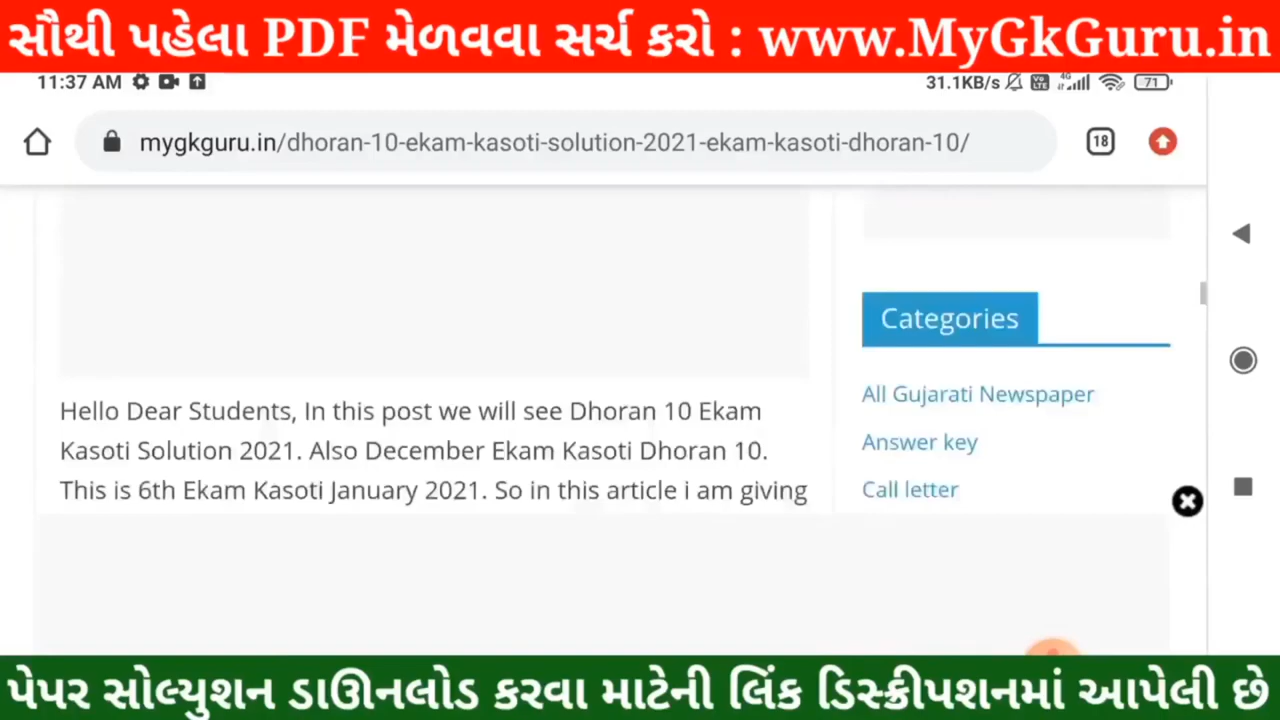 સૌથી પહેલા PDF મેળવવા સર્ચ કરો : www.MyGkGuru.in
11:37 AM 31.1KB/s Vo LTE 4G 71
mygkguru.in/dhoran-10-ekam-kasoti-solution-2021-ekam-kasoti-dhoran-10/ 18
Categories
All Gujarati Newspaper
Hello Dear Students, In this post we will see Dhoran 10 Ekam
Answer key
Kasoti Solution 2021. Also December Ekam Kasoti Dhoran 10.
Call letter
This is 6th Ekam Kasoti January 2021. So in this article i am giving
પેપર સોલ્યુશન ડાઊનલોડ કરવા માટેની લિંક ડિસ્ક્રીપશનમાં આપેલી છે